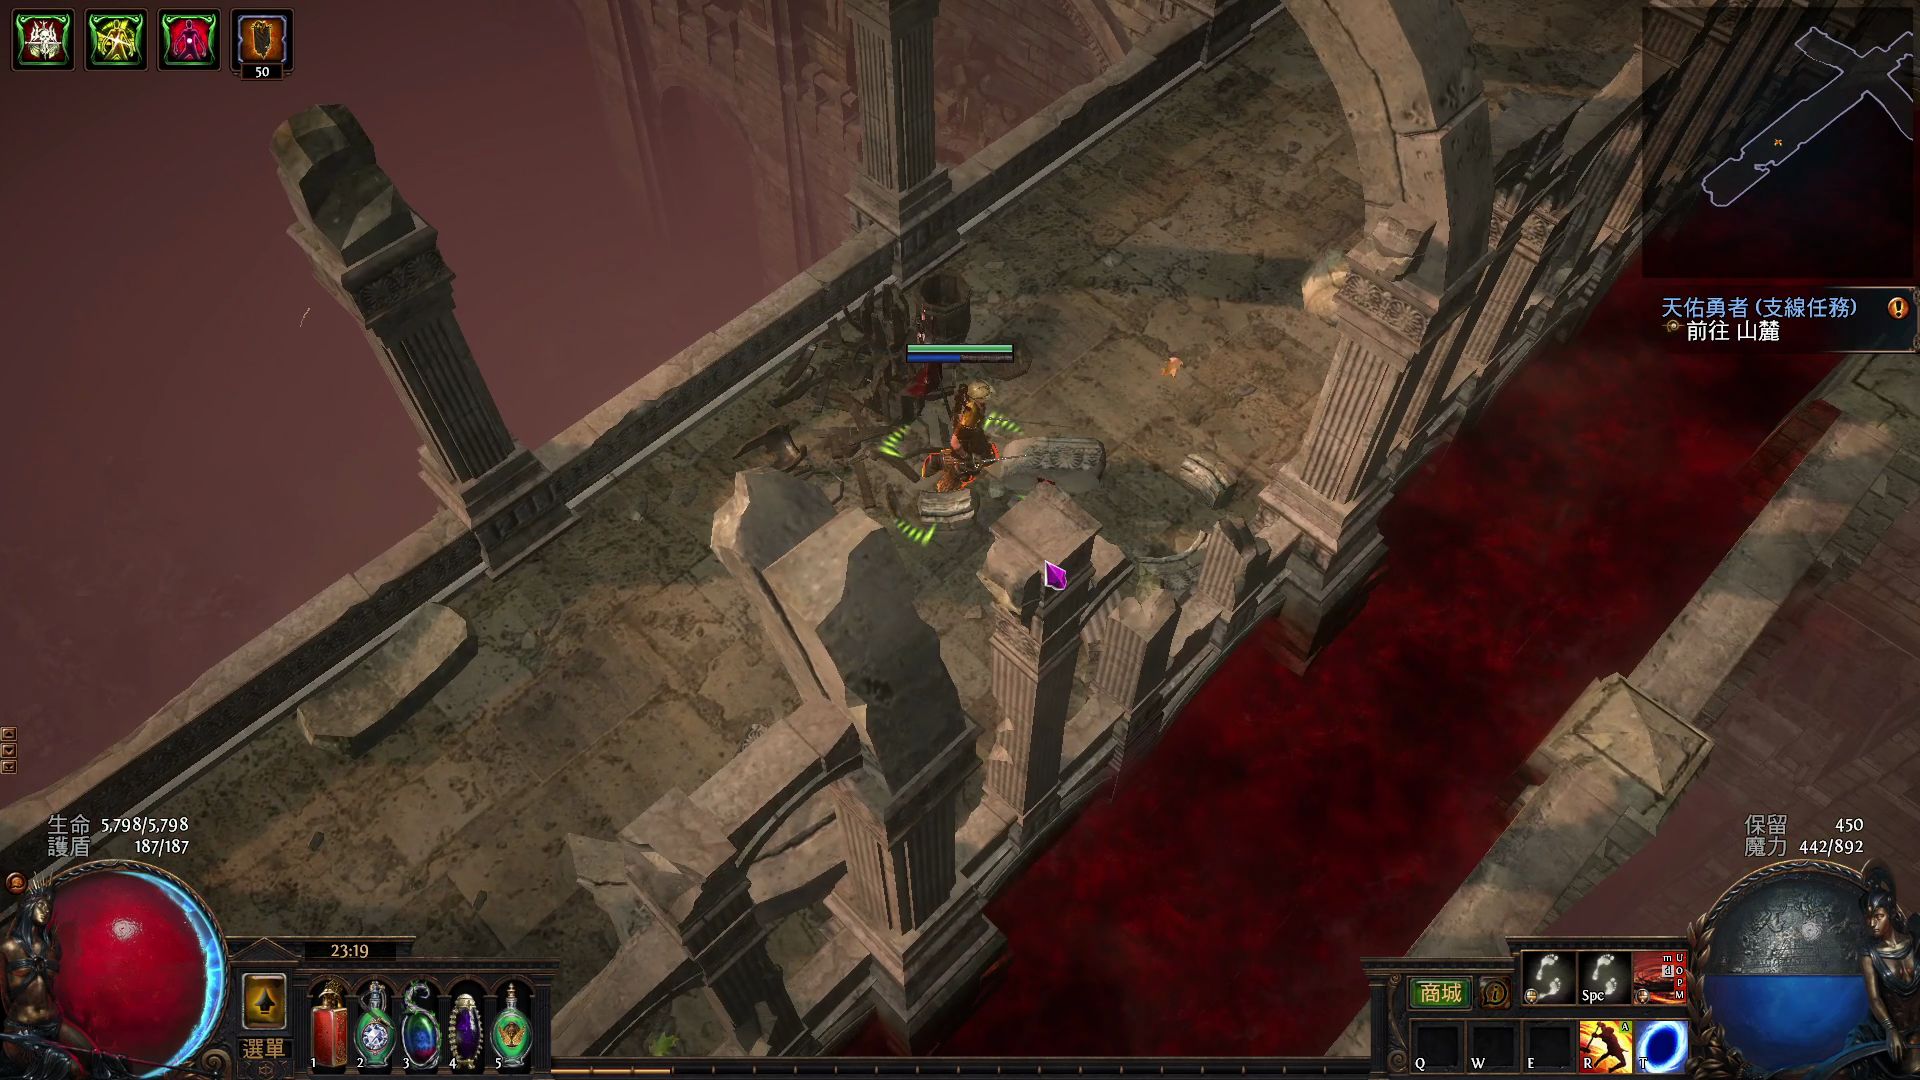 50
天佑勇者 (支線任務)
前往 山麓
生命 5,798/5,798
護盾 187/187
保留 450
魔力 442/892
23:19
選單
1
2
3
4
5
商城
Spc
m U
d O
P
M
Q
W
E
R
A
T